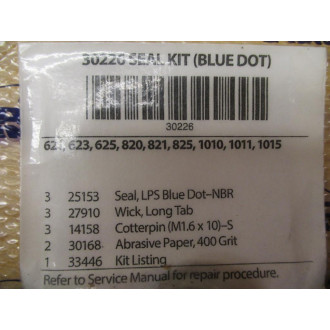 30226 SEAL KIT (BLUE DOT)
30226
621, 623, 625, 820, 821, 825, 1010, 1011, 1015
3 25153 Seal, LPS Blue Dot–NBR
3 27910 Wick, Long Tab
3 14158 Cotterpin (M1.6 x 10)–S
2 30168 Abrasive Paper, 400 Grit
1 33446 Kit Listing
Refer to Service Manual for repair procedure.